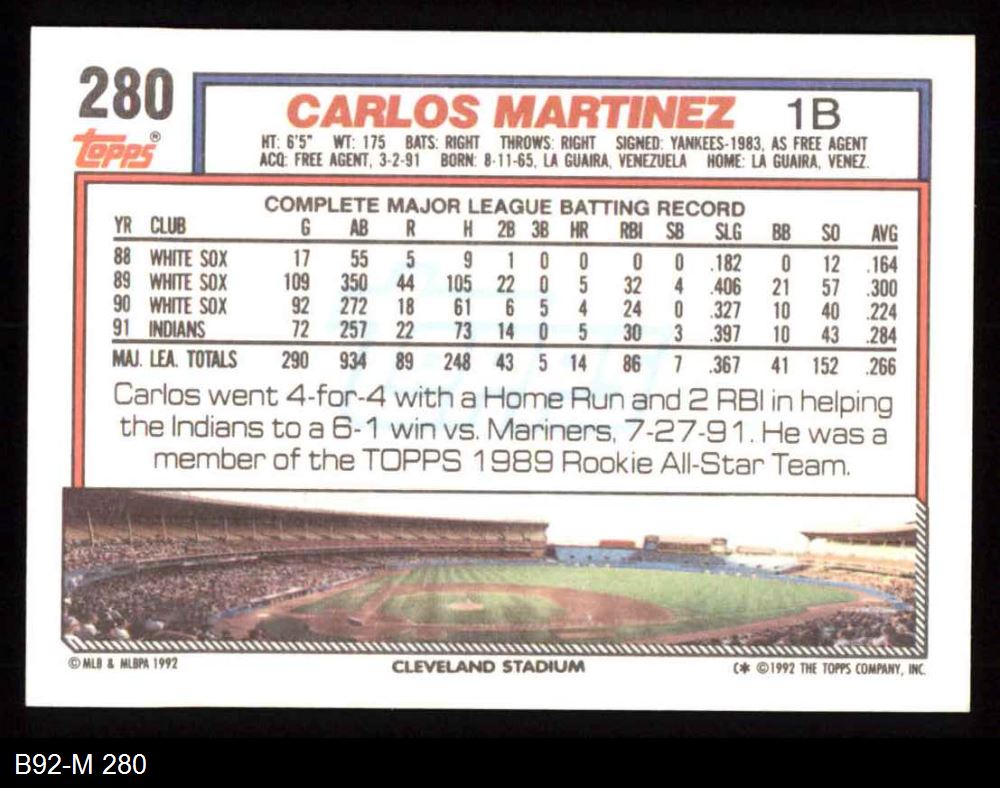 280
Topps®
CARLOS MARTINEZ 1B
HT: 6'5" WT: 175 BATS: RIGHT THROWS: RIGHT SIGNED: YANKEES-1983, AS FREE AGENT
ACQ: FREE AGENT, 3-2-91 BORN: 8-11-65, LA GUAIRA, VENEZUELA HOME: LA GUAIRA, VENEZ.
COMPLETE MAJOR LEAGUE BATTING RECORD
YR CLUB G AB R H 2B 3B HR RBI SB SLG BB SO AVG
88 WHITE SOX 17 55 5 9 1 0 0 0 0 .182 0 12 .164
89 WHITE SOX 109 350 44 105 22 0 5 32 4 .406 21 57 .300
90 WHITE SOX 92 272 18 61 6 5 4 24 0 .327 10 40 .224
91 INDIANS 72 257 22 73 14 0 5 30 3 .397 10 43 .284
MAJ. LEA. TOTALS 290 934 89 248 43 5 14 86 7 .367 41 152 .266
Carlos went 4-for-4 with a Home Run and 2 RBI in helping
the Indians to a 6-1 win vs. Mariners, 7-27-91. He was a
member of the TOPPS 1989 Rookie All-Star Team.
© MLB & MLBPA 1992 CLEVELAND STADIUM C* ©1992 THE TOPPS COMPANY, INC.
B92-M 280